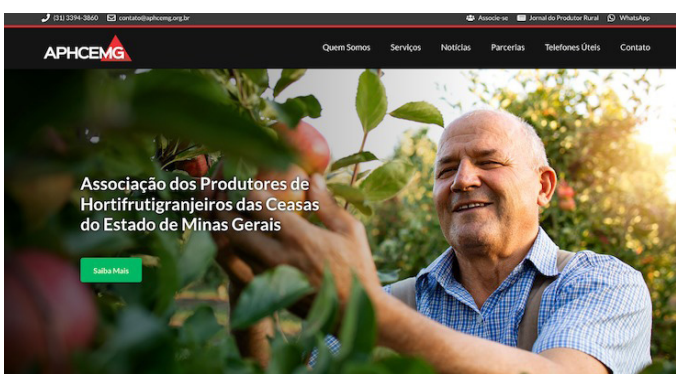 (31) 3394-3860 contato@aphcemg.org.br Associe-se Jornal do Produtor Rural WhatsApp
APHCEMG Quem Somos Serviços Notícias Parcerias Telefones Úteis Contato
Associação dos Produtores de
Hortifrutigranjeiros das Ceasas
do Estado de Minas Gerais
Saiba Mais